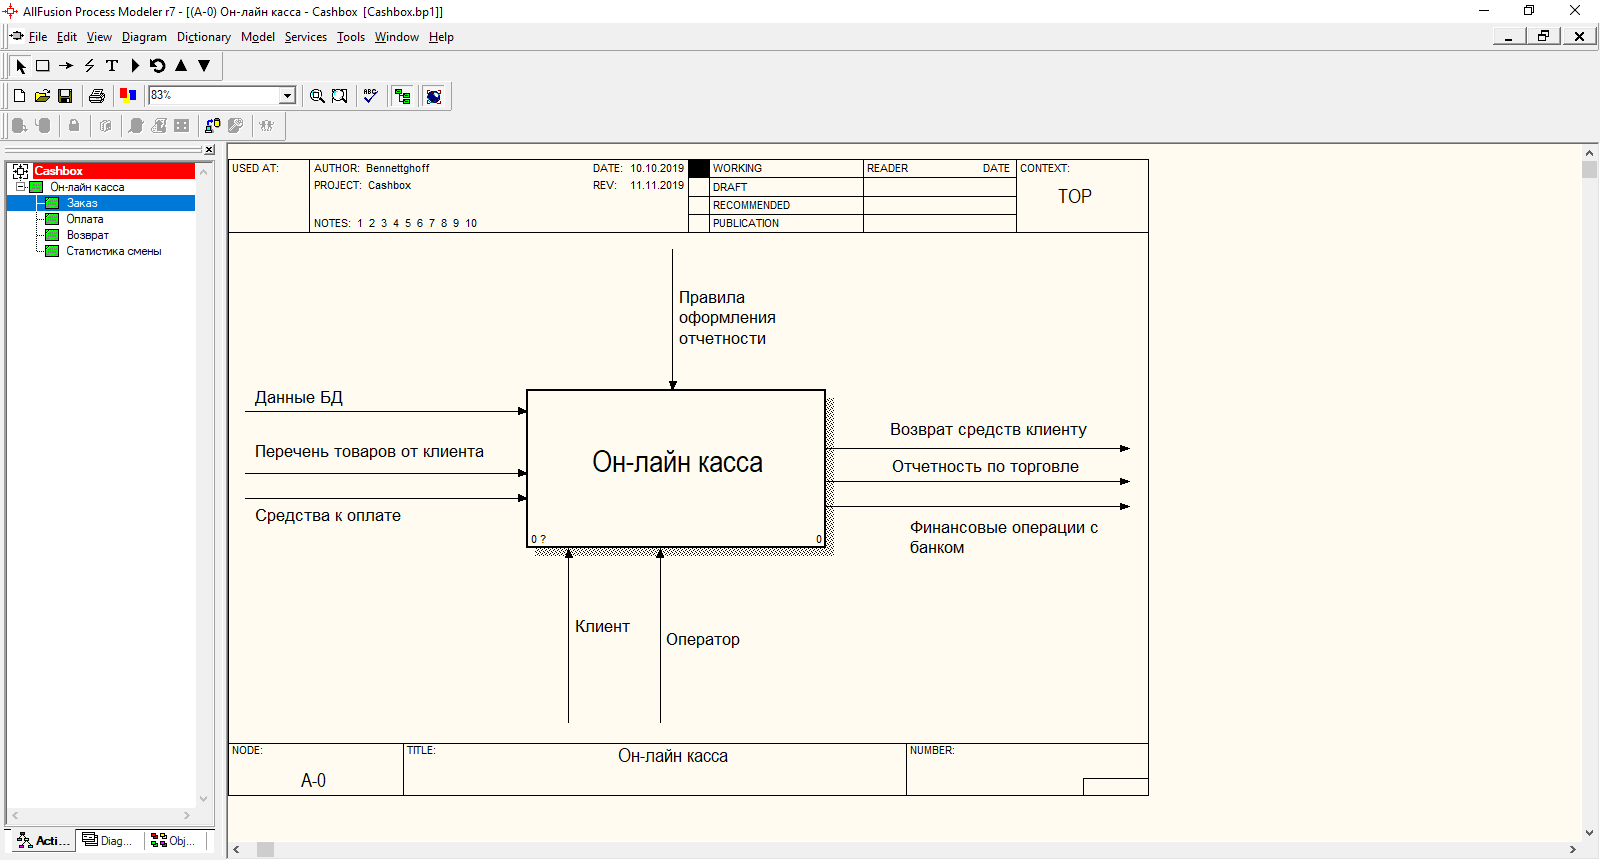 AllFusion Process Modeler r7 - [(A-0) Он-лайн касса - Cashbox  [Cashbox.bp1]]
File Edit View Diagram Dictionary Model Services Tools Window Help
T
83%
ABC
Cashbox
Он-лайн касса
Заказ
Оплата
Возврат
Статистика смены
Acti...
Diag...
Obj...
USED AT:
AUTHOR: Bennettghoff
DATE: 10.10.2019
PROJECT: Cashbox
REV: 11.11.2019
NOTES: 1 2 3 4 5 6 7 8 9 10
WORKING
DRAFT
RECOMMENDED
PUBLICATION
READER
DATE
CONTEXT:
TOP
Правила
оформления
отчетности
Данные БД
Перечень товаров от клиента
Средства к оплате
Он-лайн касса
0 ?
0
Возврат средств клиенту
Отчетность по торговле
Финансовые операции с
банком
Клиент
Оператор
NODE:
A-0
TITLE:
Он-лайн касса
NUMBER: